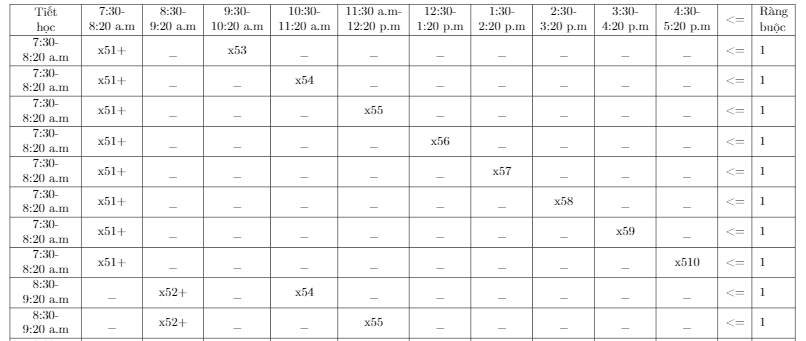 Tiết học | 7:30-8:20 a.m | 8:30-9:20 a.m | 9:30-10:20 a.m | 10:30-11:20 a.m | 11:30 a.m-12:20 p.m | 12:30-1:20 p.m | 1:30-2:20 p.m | 2:30-3:20 p.m | 3:30-4:20 p.m | 4:30-5:20 p.m | <= | Ràng buộc
7:30-8:20 a.m | x51+ | _ | x53 | _ | _ | _ | _ | _ | _ | _ | <= | 1
7:30-8:20 a.m | x51+ | _ | _ | x54 | _ | _ | _ | _ | _ | _ | <= | 1
7:30-8:20 a.m | x51+ | _ | _ | _ | x55 | _ | _ | _ | _ | _ | <= | 1
7:30-8:20 a.m | x51+ | _ | _ | _ | _ | x56 | _ | _ | _ | _ | <= | 1
7:30-8:20 a.m | x51+ | _ | _ | _ | _ | _ | x57 | _ | _ | _ | <= | 1
7:30-8:20 a.m | x51+ | _ | _ | _ | _ | _ | _ | x58 | _ | _ | <= | 1
7:30-8:20 a.m | x51+ | _ | _ | _ | _ | _ | _ | _ | x59 | _ | <= | 1
7:30-8:20 a.m | x51+ | _ | _ | _ | _ | _ | _ | _ | _ | x510 | <= | 1
8:30-9:20 a.m | _ | x52+ | _ | x54 | _ | _ | _ | _ | _ | _ | <= | 1
8:30-9:20 a.m | _ | x52+ | _ | _ | x55 | _ | _ | _ | _ | _ | <= | 1